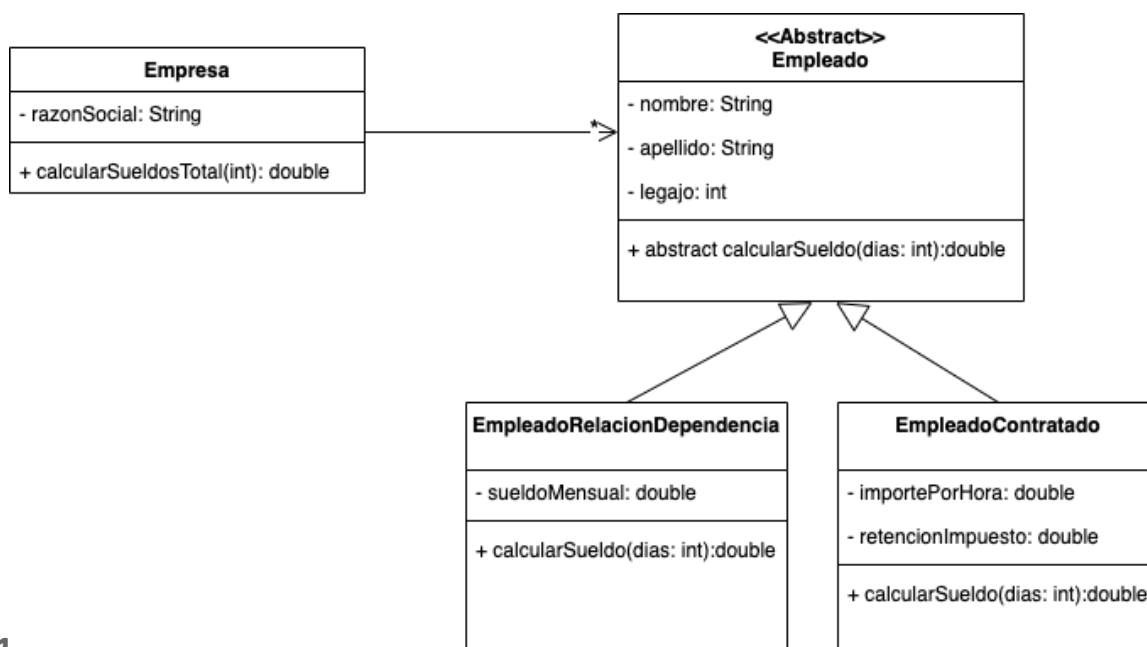 Empresa
- razonSocial: String
+ calcularSueldosTotal(int): double
*
<<Abstract>>
Empleado
- nombre: String
- apellido: String
- legajo: int
+ abstract calcularSueldo(dias: int):double
EmpleadoRelacionDependencia
- sueldoMensual: double
+ calcularSueldo(dias: int):double
EmpleadoContratado
- importePorHora: double
- retencionImpuesto: double
+ calcularSueldo(dias: int):double